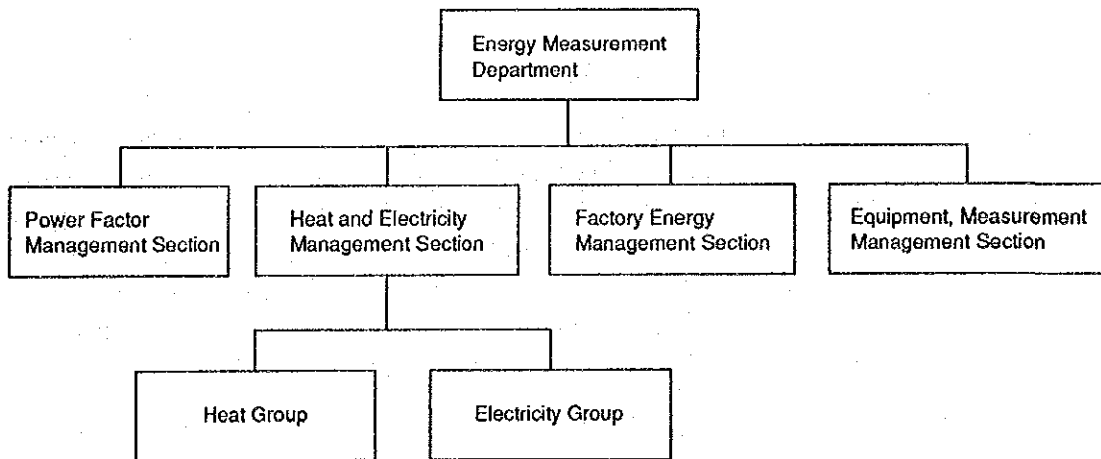 Energy Measurement
Department
Power Factor
Management Section
Heat and Electricity
Management Section
Factory Energy
Management Section
Equipment, Measurement
Management Section
Heat Group
Electricity Group